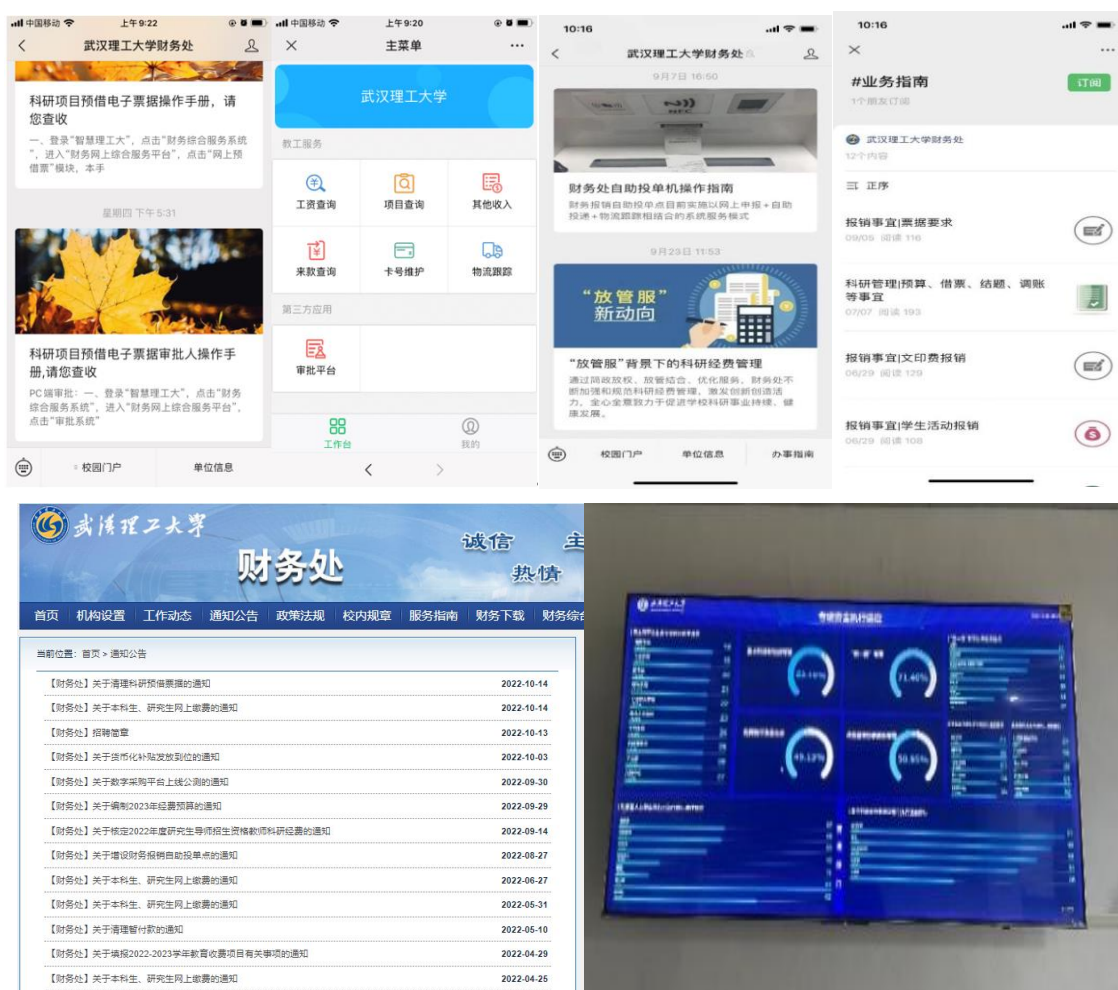 中国移动 上午9:22
武汉理工大学财务处
科研项目预借电子票据操作手册，请
您查收
一、登录"智慧理工大"，点击"财务综合服务系统
"，进入"财务网上综合服务平台"，点击"网上预
借票"模块，本手
星期四 下午5:31
科研项目预借电子票据审批人操作手
册,请您查收
PC端审批：一、登录"智慧理工大"，点击"财务
综合服务系统"，进入"财务网上综合服务平台"，
点击"审批系统"
校园门户 单位信息
中国移动 上午9:20
主菜单
武汉理工大学
教工服务
工资查询 项目查询 其他收入
来款查询 卡号维护 物流跟踪
第三方应用
审批平台
工作台 我的
10:16
武汉理工大学财务处
9月7日 16:50
NFC
财务处自助投单机操作指南
财务报销自助投单点目前实施以网上申报+自助
投递+物流跟踪相结合的系统服务模式
9月23日 11:53
"放管服"
新动向
"放管服"背景下的科研经费管理
通过简政放权、放管结合、优化服务，财务处不
断加强和规范科研经费管理，激发创新创造活
力，全心全意致力于促进学校科研事业持续、健
康发展。
校园门户 单位信息 办事指南
10:16
#业务指南 订阅
1个朋友订阅
武汉理工大学财务处
12个内容
正序
报销事宜|票据要求
09/05 阅读 116
科研管理|预算、借票、结题、调账
等事宜
07/07 阅读 193
报销事宜|文印费报销
06/29 阅读 129
报销事宜|学生活动报销
06/29 阅读 108
武汉理工大学
财务处
诚信 主
热情
首页 机构设置 工作动态 通知公告 政策法规 校内规章 服务指南 财务下载 财务综合
当前位置：首页 > 通知公告
【财务处】关于清理科研预借票据的通知 2022-10-14
【财务处】关于本科生、研究生网上缴费的通知 2022-10-14
【财务处】招聘简章 2022-10-13
【财务处】关于货币化补贴发放到位的通知 2022-10-03
【财务处】关于数字采购平台上线公测的通知 2022-09-30
【财务处】关于编制2023年经费预算的通知 2022-09-29
【财务处】关于核定2022年度研究生导师招生资格教师科研经费的通知 2022-09-14
【财务处】关于增设财务报销自助投单点的通知 2022-08-27
【财务处】关于本科生、研究生网上缴费的通知 2022-06-27
【财务处】关于本科生、研究生网上缴费的通知 2022-05-31
【财务处】关于清理暂付款的通知 2022-05-10
【财务处】关于填报2022-2023学年教育收费项目有关事项的通知 2022-04-29
【财务处】关于本科生、研究生网上缴费的通知 2022-04-25
专项资金执行监控
71.40%
49.13%
50.85%